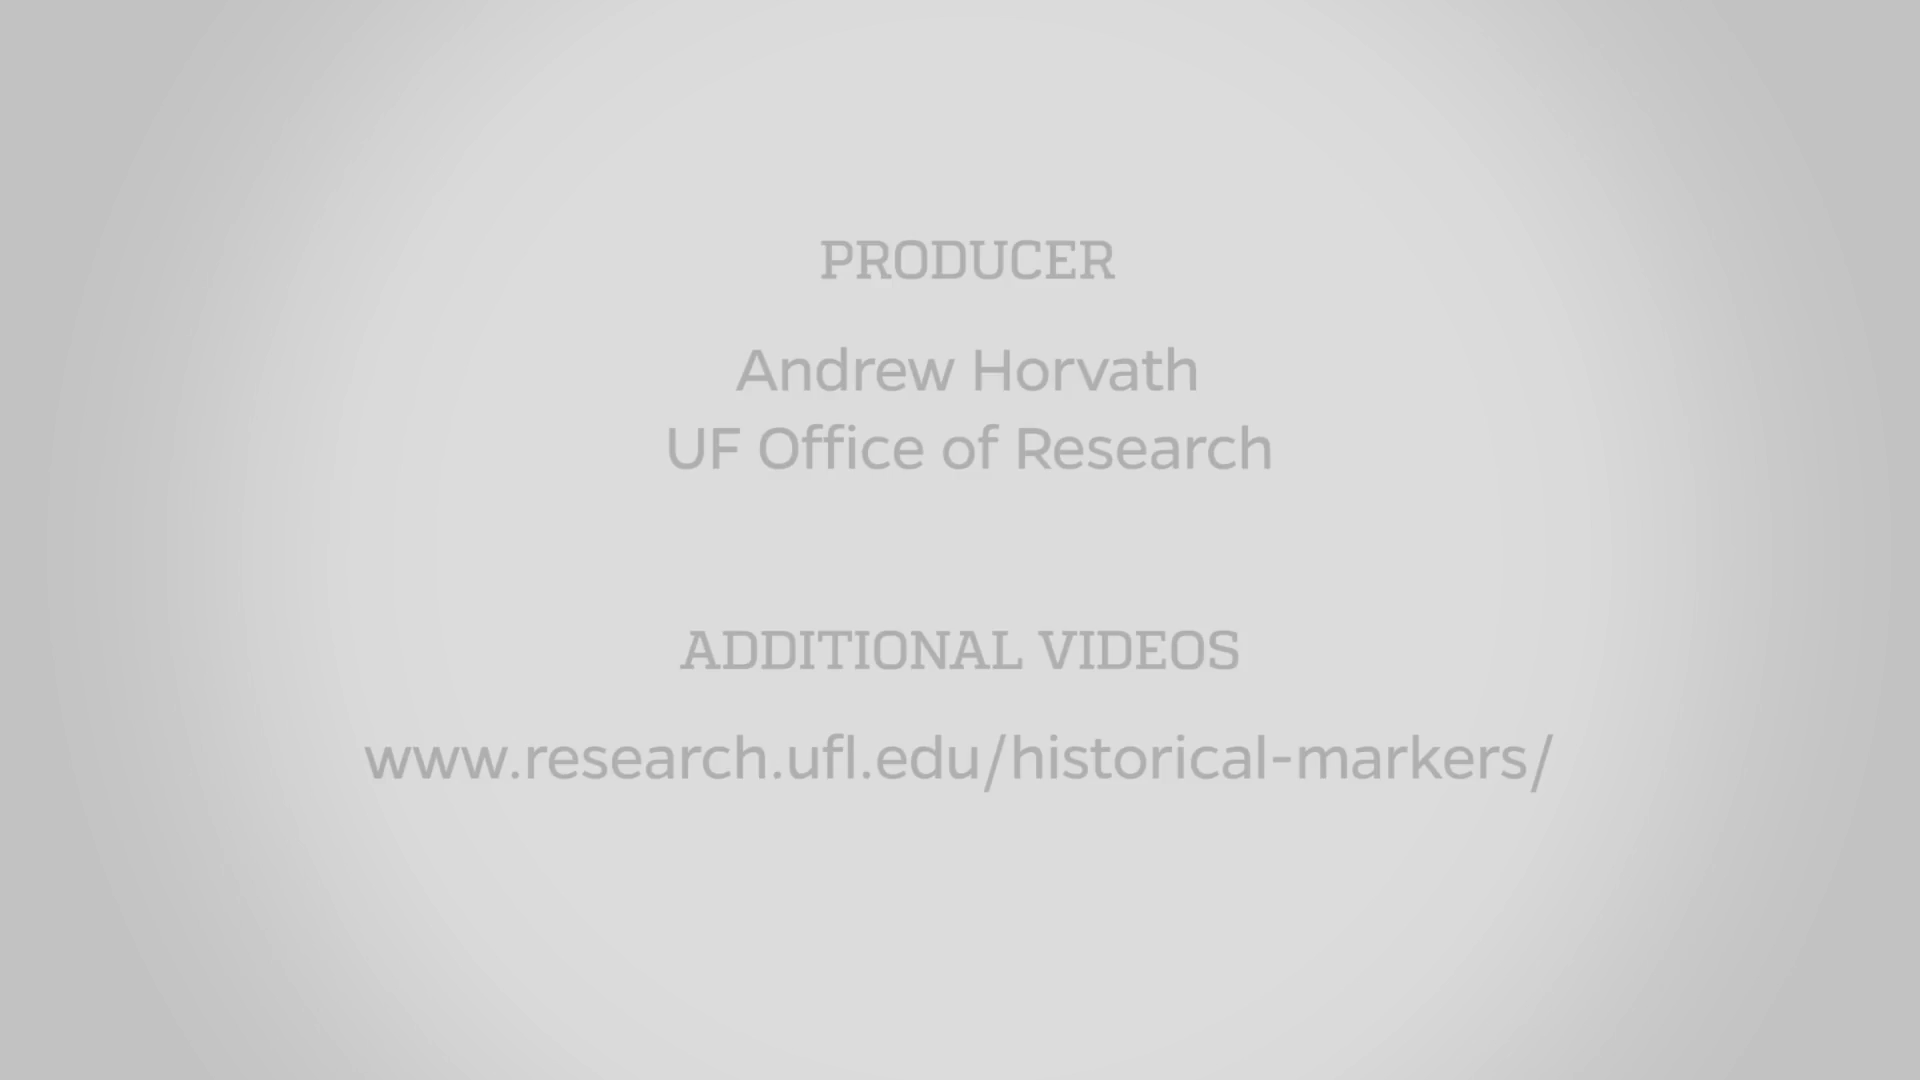 PRODUCER
Andrew Horvath
UF Office of Research
ADDITIONAL VIDEOS
www.research.ufl.edu/historical-markers/